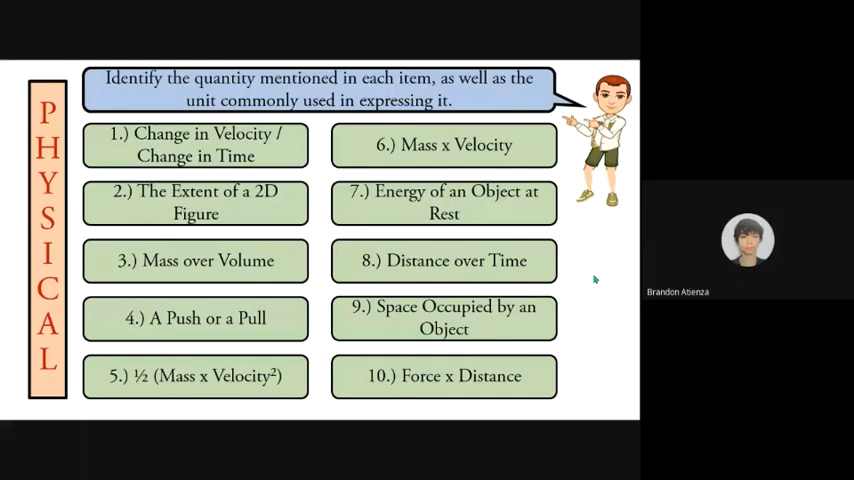 PHYSICAL
Identify the quantity mentioned in each item, as well as the
unit commonly used in expressing it.
1.) Change in Velocity /
Change in Time
2.) The Extent of a 2D
Figure
3.) Mass over Volume
4.) A Push or a Pull
5.) ½ (Mass x Velocity²)
6.) Mass x Velocity
7.) Energy of an Object at
Rest
8.) Distance over Time
9.) Space Occupied by an
Object
10.) Force x Distance
Brandon Atienza